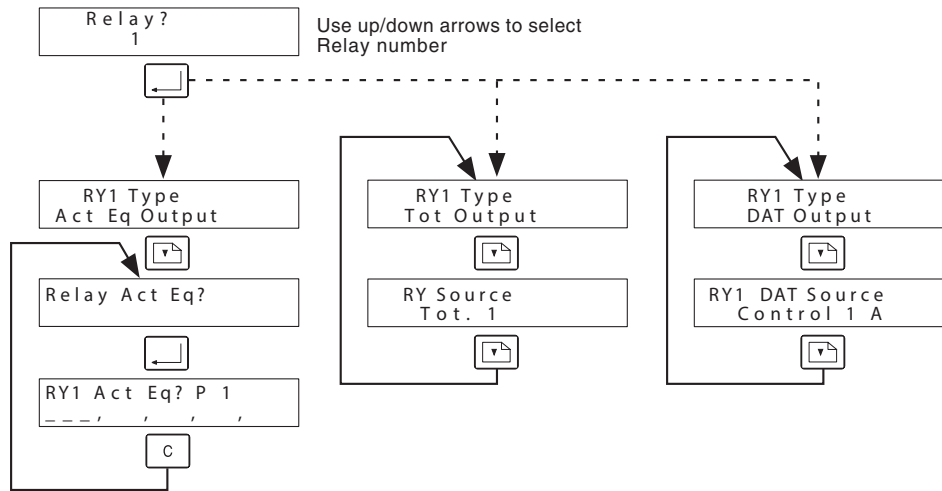 Relay?
1
Use up/down arrows to select
Relay number
RY1 Type
Act Eq Output
Relay Act Eq?
RY1 Act Eq? P 1
_ _ _, , , ,
C
RY1 Type
Tot Output
RY Source
Tot. 1
RY1 Type
DAT Output
RY1 DAT Source
Control 1 A